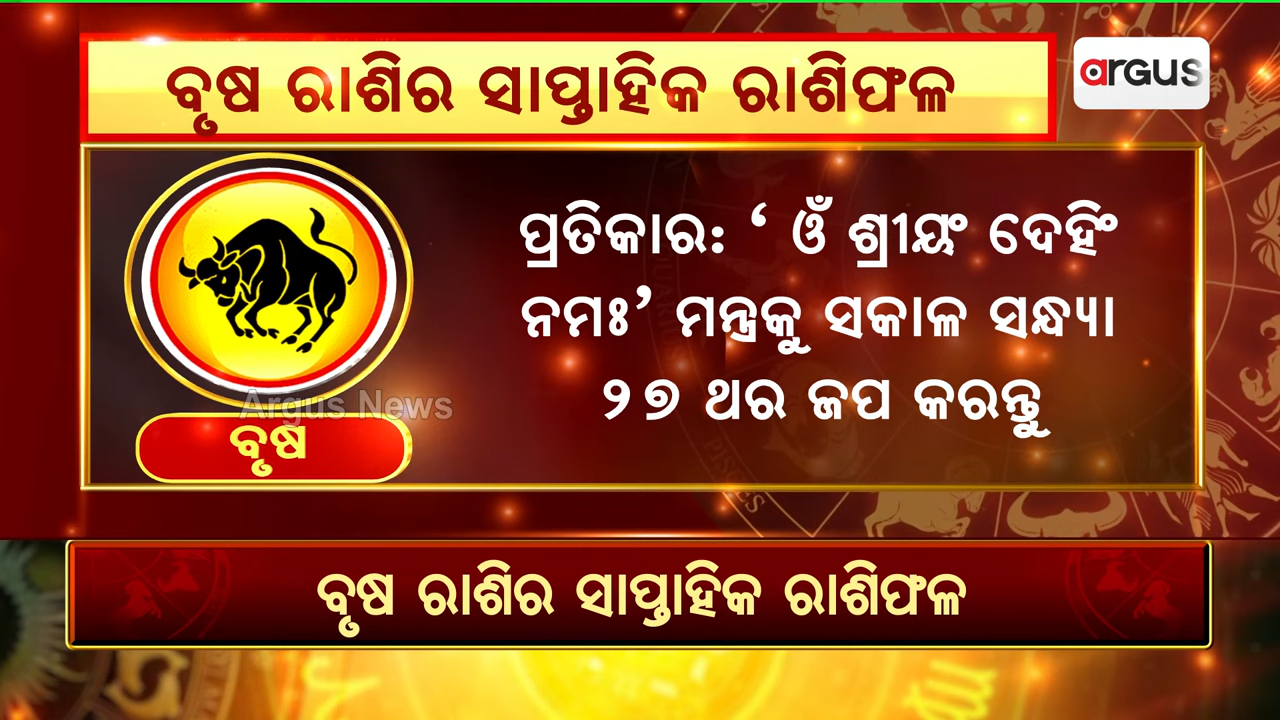 ବୃଷ ରାଶିର ସାପ୍ତାହିକ ରାଶିଫଳ
argus
ପ୍ରତିକାର: ‘ ଓଁ ଶ୍ରୀୟଂ ଦେହିଂ
ନମଃ’ ମନ୍ତ୍ରକୁ ସକାଳ ସନ୍ଧ୍ୟା
୨୭ ଥର ଜପ କରନ୍ତୁ
Argus News
ବୃଷ
ବୃଷ ରାଶିର ସାପ୍ତାହିକ ରାଶିଫଳ